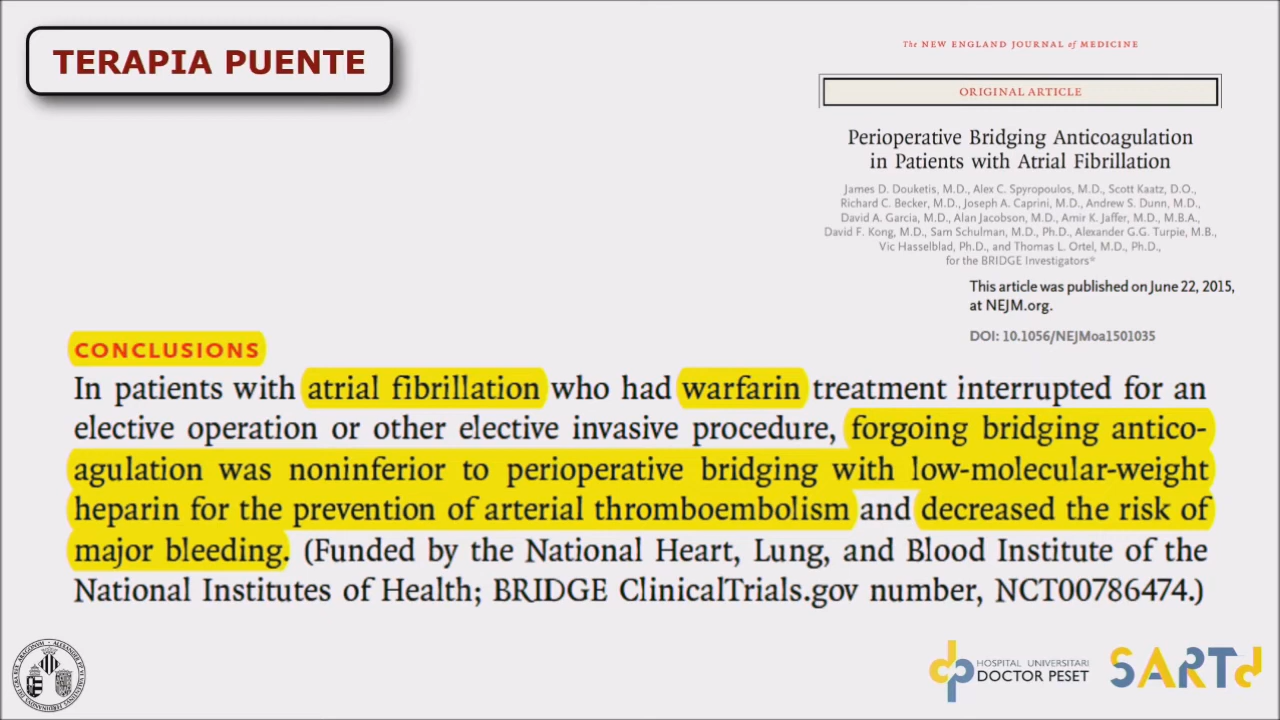 TERAPIA PUENTE
The NEW ENGLAND JOURNAL of MEDICINE
ORIGINAL ARTICLE
Perioperative Bridging Anticoagulation
in Patients with Atrial Fibrillation
James D. Douketis, M.D., Alex C. Spyropoulos, M.D., Scott Kaatz, D.O.,
Richard C. Becker, M.D., Joseph A. Caprini, M.D., Andrew S. Dunn, M.D.,
David A. Garcia, M.D., Alan Jacobson, M.D., Amir K. Jaffer, M.D., M.B.A.,
David F. Kong, M.D., Sam Schulman, M.D., Ph.D., Alexander G.G. Turpie, M.B.,
Vic Hasselblad, Ph.D., and Thomas L. Ortel, M.D., Ph.D.,
for the BRIDGE Investigators*
This article was published on June 22, 2015,
at NEJM.org.
DOI: 10.1056/NEJMoa1501035
CONCLUSIONS
In patients with atrial fibrillation who had warfarin treatment interrupted for an
elective operation or other elective invasive procedure, forgoing bridging antico-
agulation was noninferior to perioperative bridging with low-molecular-weight
heparin for the prevention of arterial thromboembolism and decreased the risk of
major bleeding. (Funded by the National Heart, Lung, and Blood Institute of the
National Institutes of Health; BRIDGE ClinicalTrials.gov number, NCT00786474.)
HOSPITAL UNIVERSITARI
DOCTOR PESET
SARTd